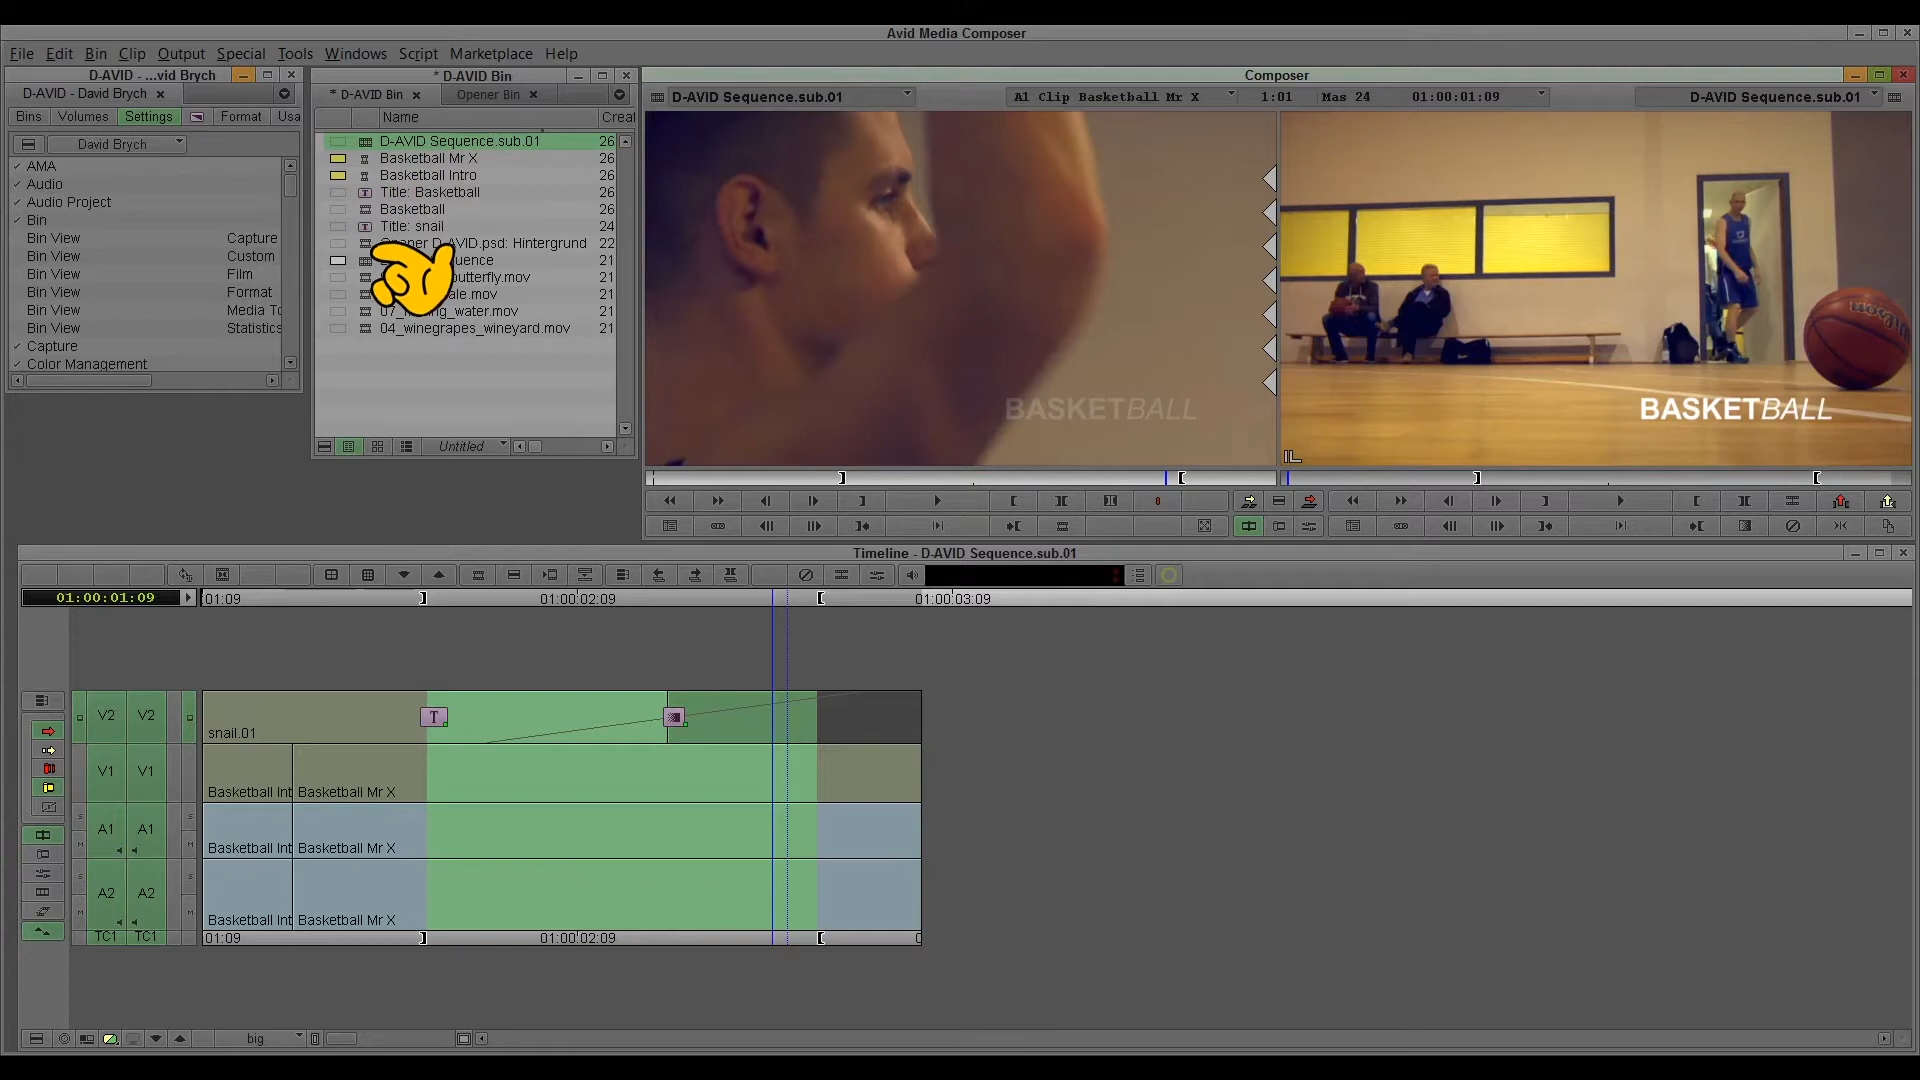 Avid Media Composer
File Edit Bin Clip Output Special Tools Windows Script Marketplace Help
D-AVID - ...vid Brych
D-AVID - David Brych
Bins Volumes Settings Format Usa
David Brych
AMA
Audio
Audio Project
Bin
Bin View Capture
Bin View Custom
Bin View Film
Bin View Format
Bin View Media To
Bin View Statistics
Capture
Color Management
* D-AVID Bin
* D-AVID Bin Opener Bin
Name Creat
D-AVID Sequence.sub.01 26
Basketball Mr X 26
Basketball Intro 26
Title: Basketball 26
Basketball 26
Title: snail 24
Opener D-AVID.psd: Hintergrund 22
uence 21
utterfly.mov 21
ale.mov 21
ng_water.mov 21
04_winegrapes_wineyard.mov 21
Untitled
Composer
D-AVID Sequence.sub.01 A1 Clip Basketball Mr X 1:01 Mas 24 01:00:01:09 D-AVID Sequence.sub.01
BASKETBALL
BASKETBALL
Timeline - D-AVID Sequence.sub.01
01:00:01:09 01:09 01:00:02:09 01:00:03:09
V2 V2
snail.01
V1 V1
Basketball Int Basketball Mr X
A1 A1
Basketball Int Basketball Mr X
A2 A2
Basketball Int Basketball Mr X
TC1 TC1 01:09 01:00:02:09
big